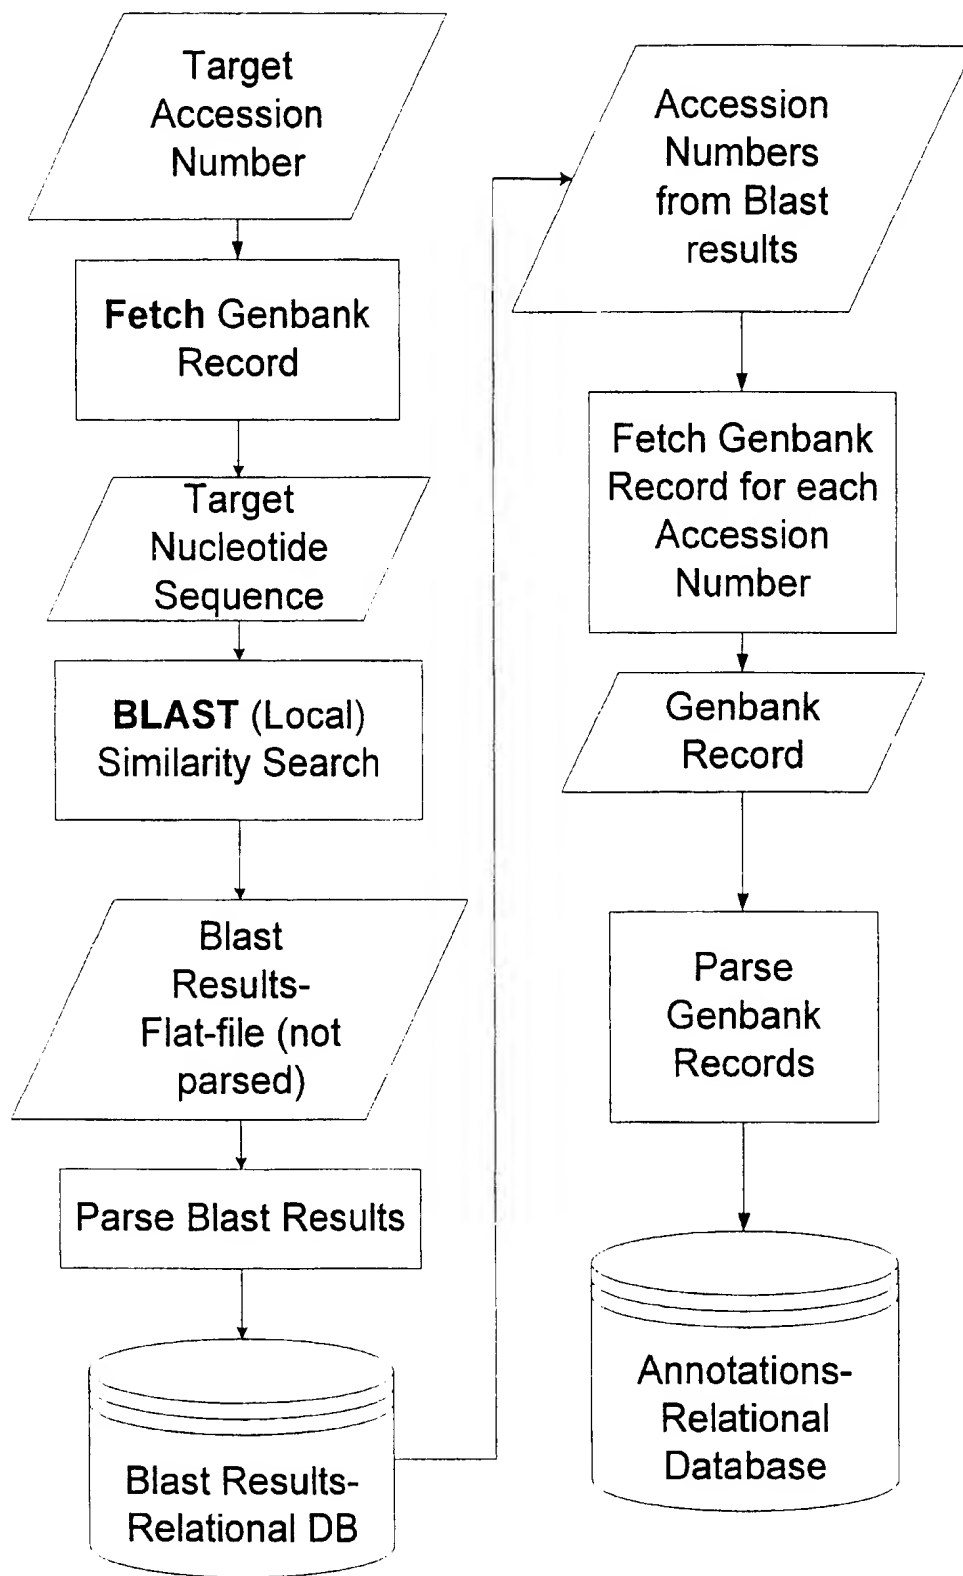 Target
Accession
Number
Fetch Genbank
Record
Target
Nucleotide
Sequence
BLAST (Local)
Similarity Search
Blast
Results-
Flat-file (not
parsed)
Parse Blast Results
Blast Results-
Relational DB
Accession
Numbers
from Blast
results
Fetch Genbank
Record for each
Accession
Number
Genbank
Record
Parse
Genbank
Records
Annotations-
Relational
Database